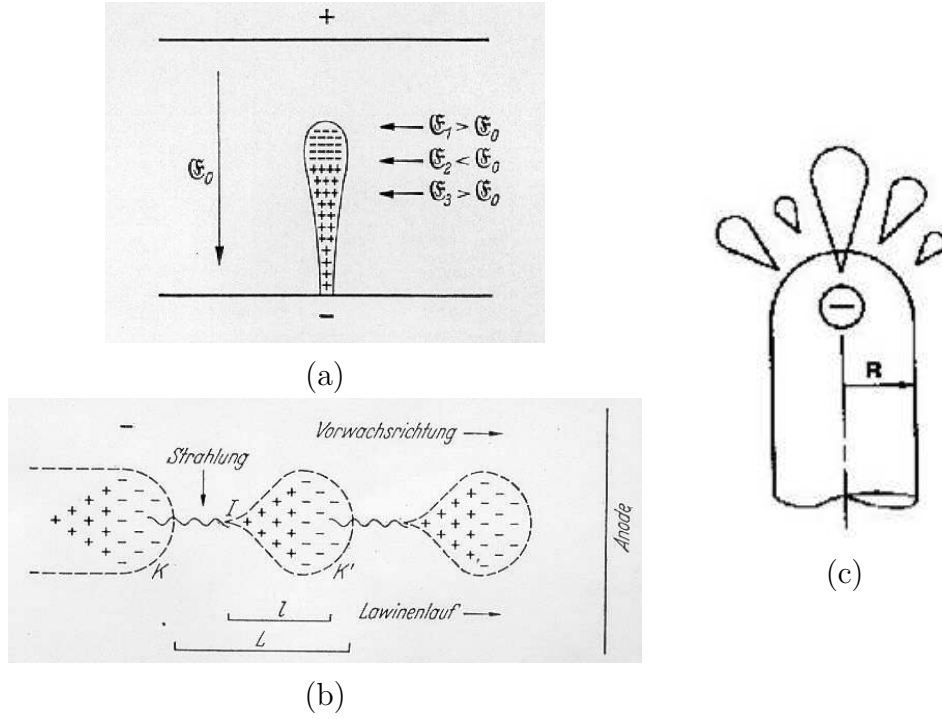 +
𝔈₁ > 𝔈₀
𝔈₀
𝔈₂ < 𝔈₀
𝔈₃ > 𝔈₀
−
(a)
−
Vorwachsrichtung
Strahlung
I
K
K'
Anode
l
Lawinenlauf
L
(b)
−
R
(c)